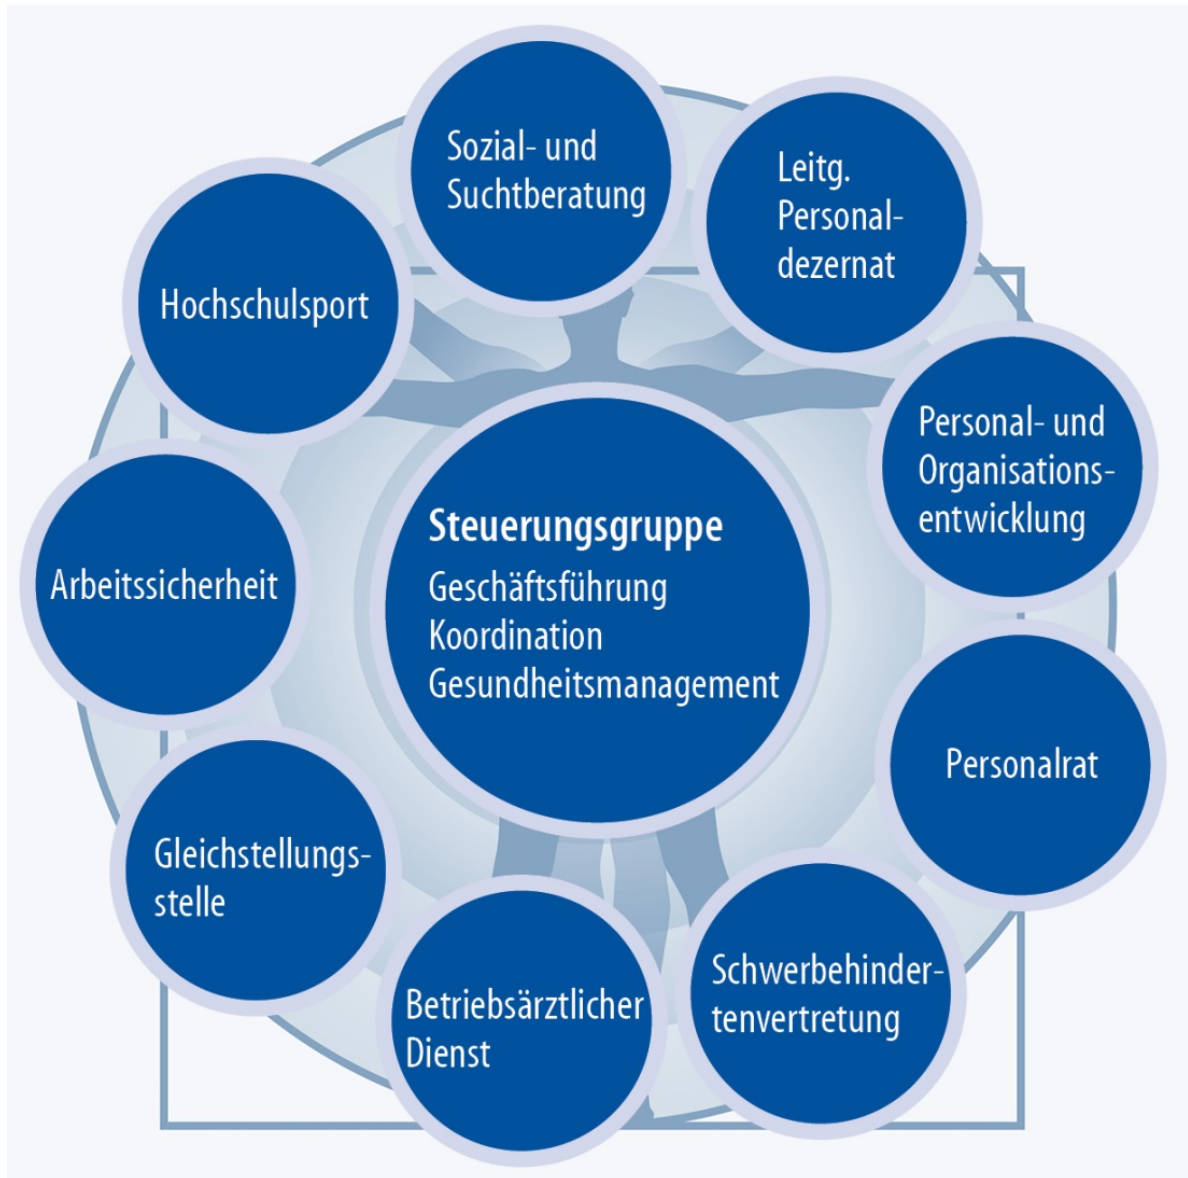 Sozial- und
Suchtberatung
Leitg.
Personal-
dezernat
Personal- und
Organisations-
entwicklung
Personalrat
Schwerbehinder-
tenvertretung
Betriebsärztlicher
Dienst
Gleichstellungs-
stelle
Arbeitssicherheit
Hochschulsport
Steuerungsgruppe
Geschäftsführung
Koordination
Gesundheitsmanagement